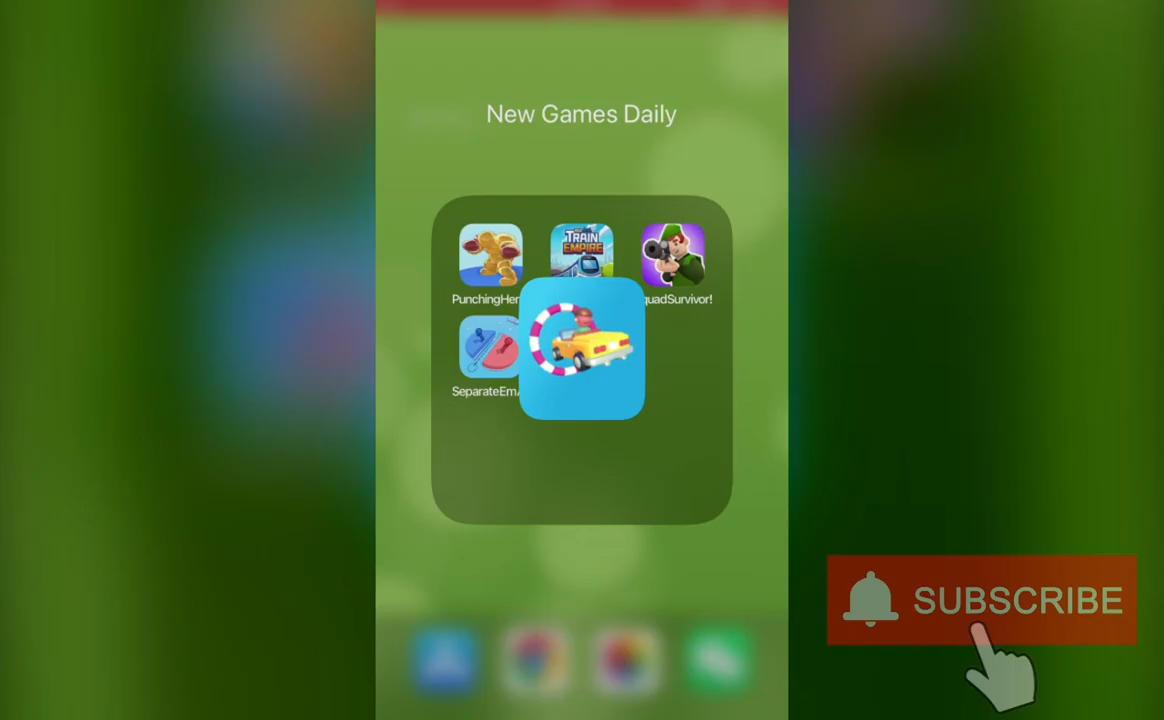 New Games Daily
TRAIN
EMPIRE
PunchingHer
quadSurvivor!
SeparateEm
SUBSCRIBE